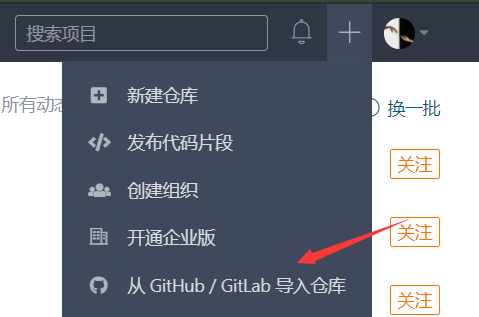 搜索项目
所有动态
换一批
新建仓库
发布代码片段
关注
创建组织
开通企业版
关注
从 GitHub / GitLab 导入仓库
关注